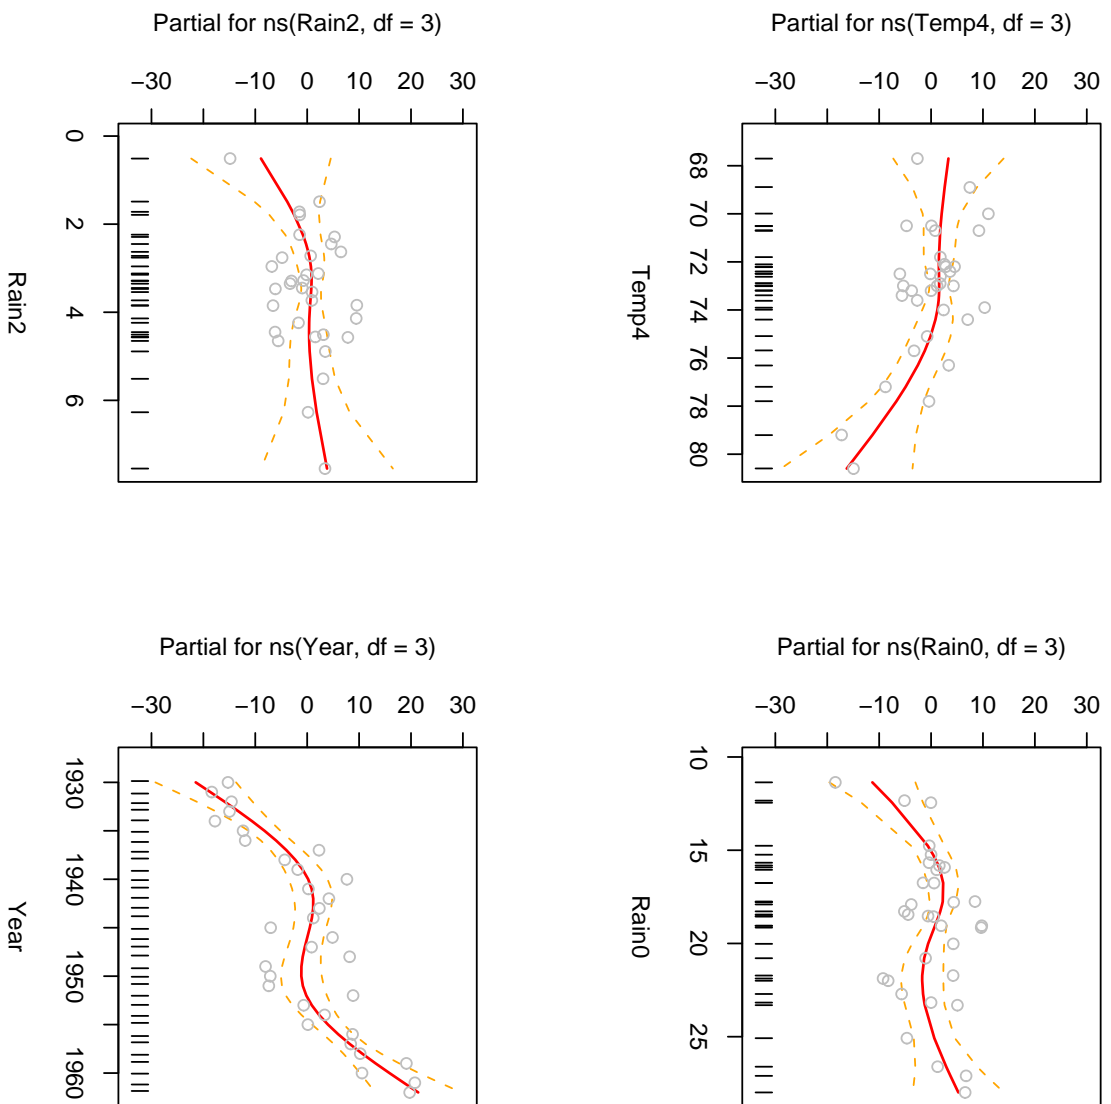 Partial for ns(Rain2, df = 3)
−30 −10 0 10 20 30
0 2 4 6
Rain2
Partial for ns(Temp4, df = 3)
−30 −10 0 10 20 30
68 70 72 74 76 78 80
Temp4
Partial for ns(Year, df = 3)
−30 −10 0 10 20 30
1930 1940 1950 1960
Year
Partial for ns(Rain0, df = 3)
−30 −10 0 10 20 30
10 15 20 25
Rain0